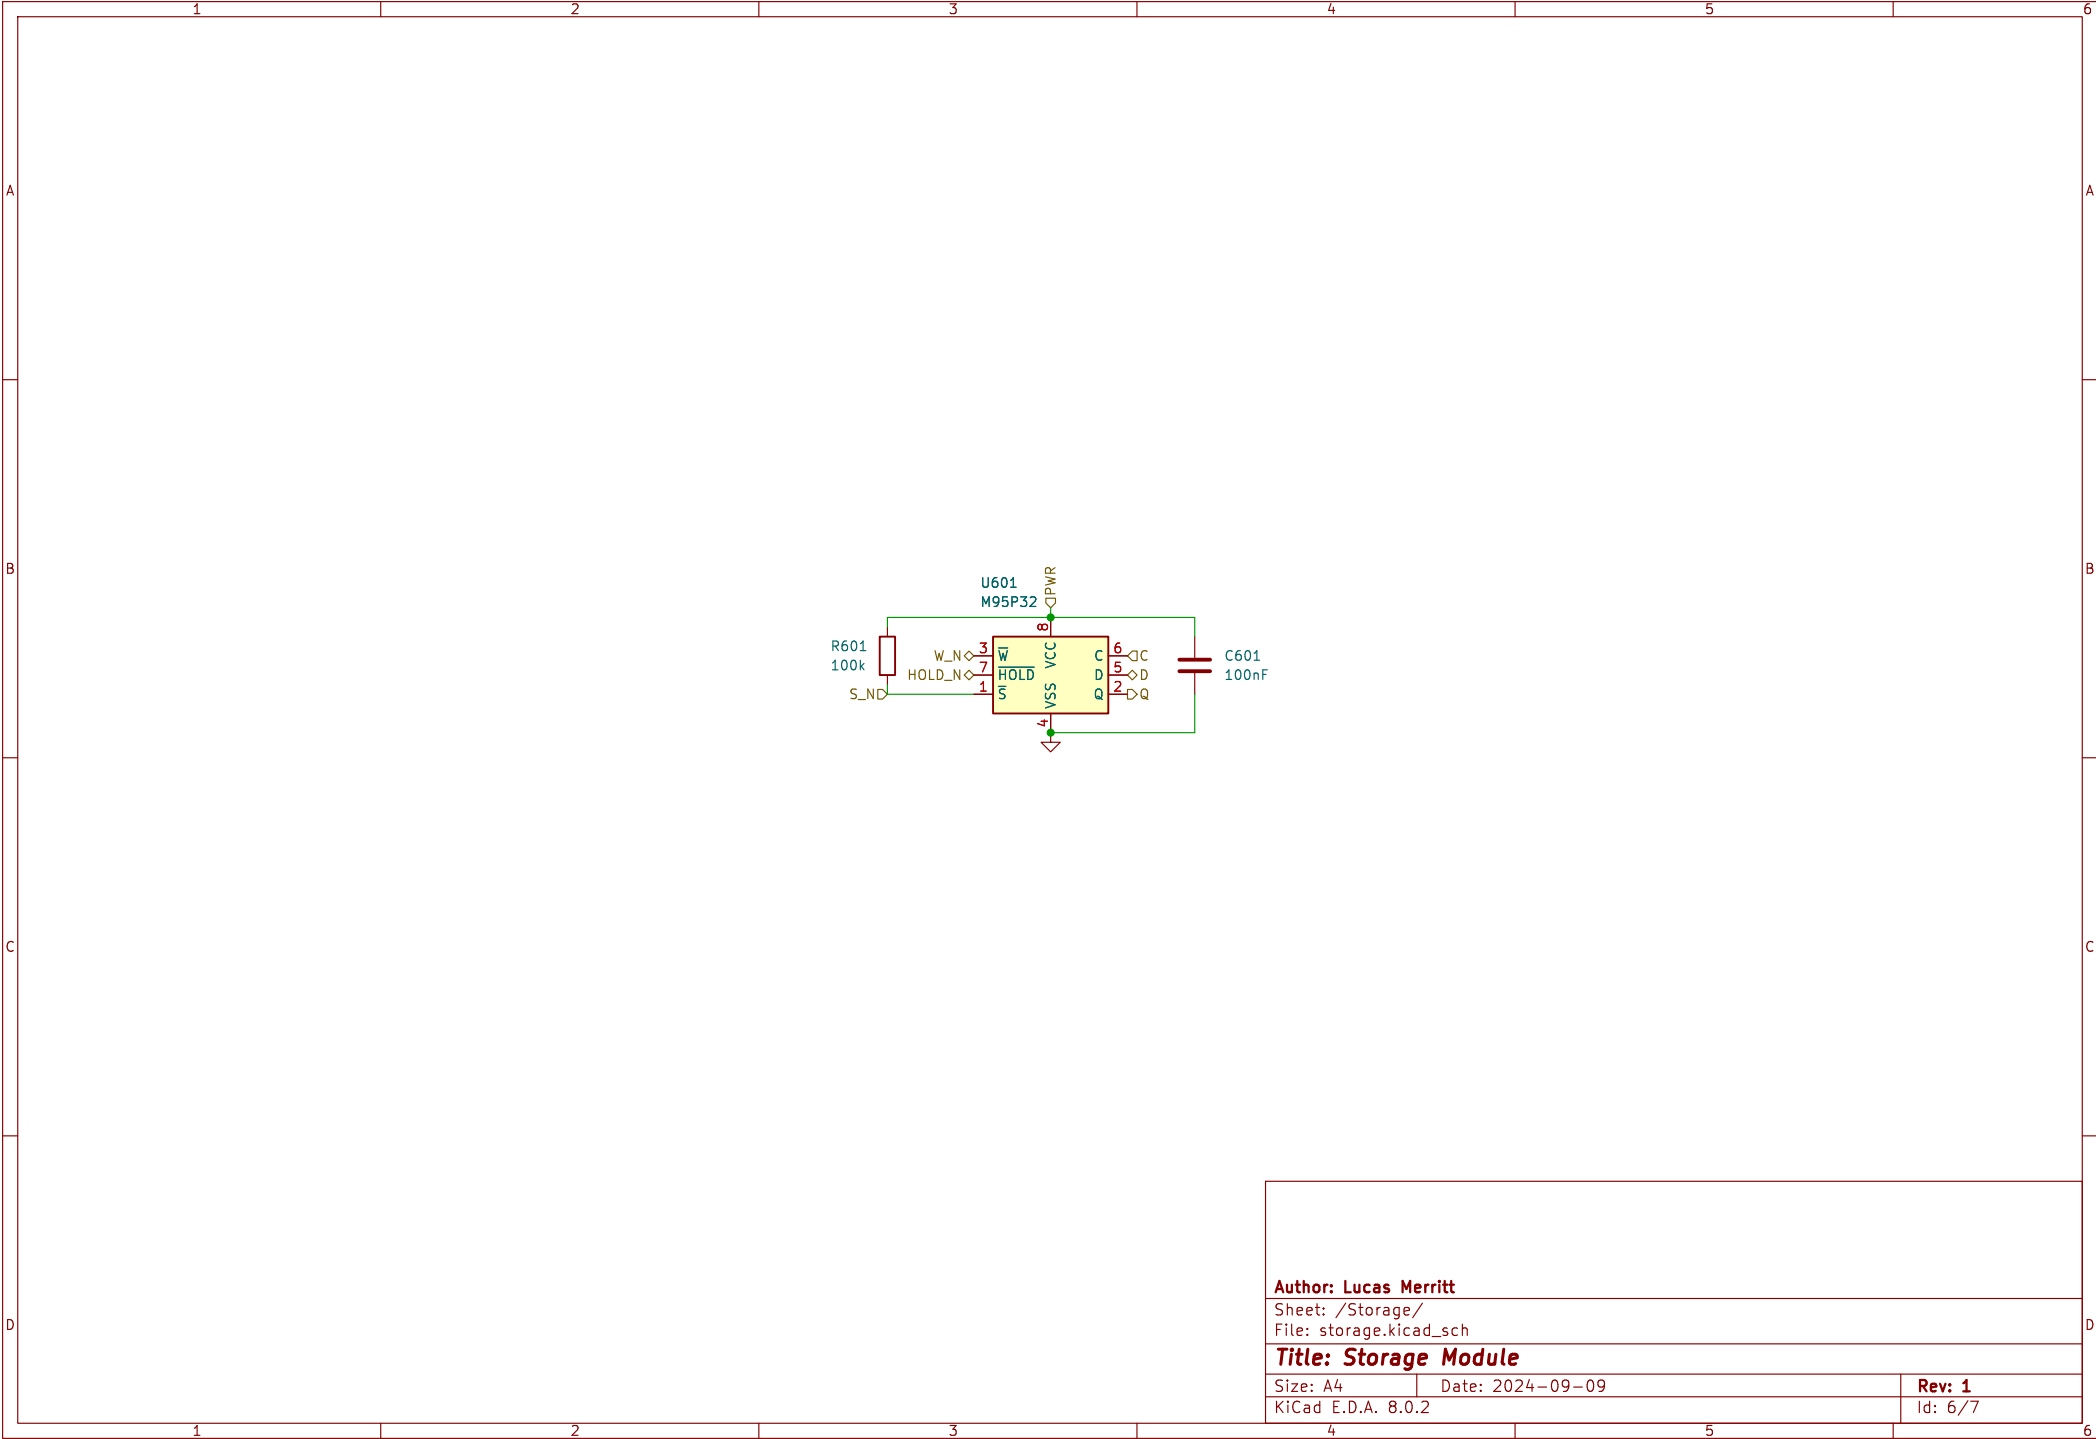 1 2 3 4 5 6
A A
B B
C C
D D
U601
M95P32
PWR
R601
100k
W_N
HOLD_N
S_N
3 W
7 HOLD
1 S
8
VCC
VSS
4
C 6 C
D 5 D
Q 2 Q
C601
100nF
Author: Lucas Merritt
Sheet: /Storage/
File: storage.kicad_sch
Title: Storage Module
Size: A4 Date: 2024-09-09 Rev: 1
KiCad E.D.A. 8.0.2 Id: 6/7
1 2 3 4 5 6